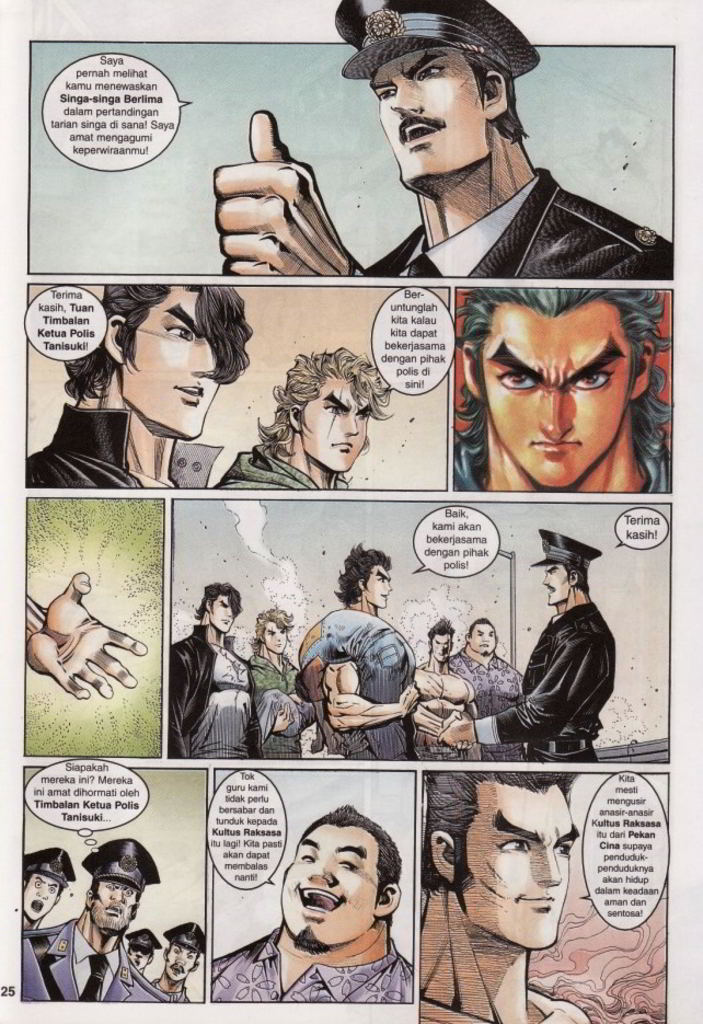 Saya
pernah melihat
kamu menewaskan
Singa-singa Berlima
dalam pertandingan
tarian singa di sana! Saya
amat mengagumi
keperwiraanmu!
Terima
kasih, Tuan
Timbalan
Ketua Polis
Tanisuki!
Ber-
untunglah
kita kalau
kita dapat
bekerjasama
dengan pihak
polis di
sini!
Baik,
kami akan
bekerjasama
dengan pihak
polis!
Terima
kasih!
Siapakah
mereka ini? Mereka
ini amat dihormati oleh
Timbalan Ketua Polis
Tanisuki...
Tok
guru kami
tidak perlu
bersabar dan
tunduk kepada
Kultus Raksasa
itu lagi! Kita pasti
akan dapat
membalas
nanti!
Kita
mesti
mengusir
anasir-anasir
Kultus Raksasa
itu dari Pekan
Cina supaya
penduduk-
penduduknya
akan hidup
dalam keadaan
aman dan
sentosa!
25